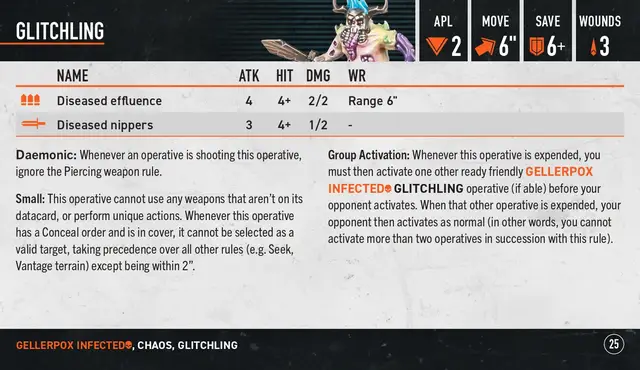 GLITCHLING
APL MOVE SAVE WOUNDS
2 6" 6+ 3
NAME ATK HIT DMG WR
Diseased effluence 4 4+ 2/2 Range 6"
Diseased nippers 3 4+ 1/2 -
Daemonic: Whenever an operative is shooting this operative,
ignore the Piercing weapon rule.
Small: This operative cannot use any weapons that aren't on its
datacard, or perform unique actions. Whenever this operative
has a Conceal order and is in cover, it cannot be selected as a
valid target, taking precedence over all other rules (e.g. Seek,
Vantage terrain) except being within 2".
Group Activation: Whenever this operative is expended, you
must then activate one other ready friendly GELLERPOX
INFECTED GLITCHLING operative (if able) before your
opponent activates. When that other operative is expended, your
opponent then activates as normal (in other words, you cannot
activate more than two operatives in succession with this rule).
GELLERPOX INFECTED, CHAOS, GLITCHLING
25